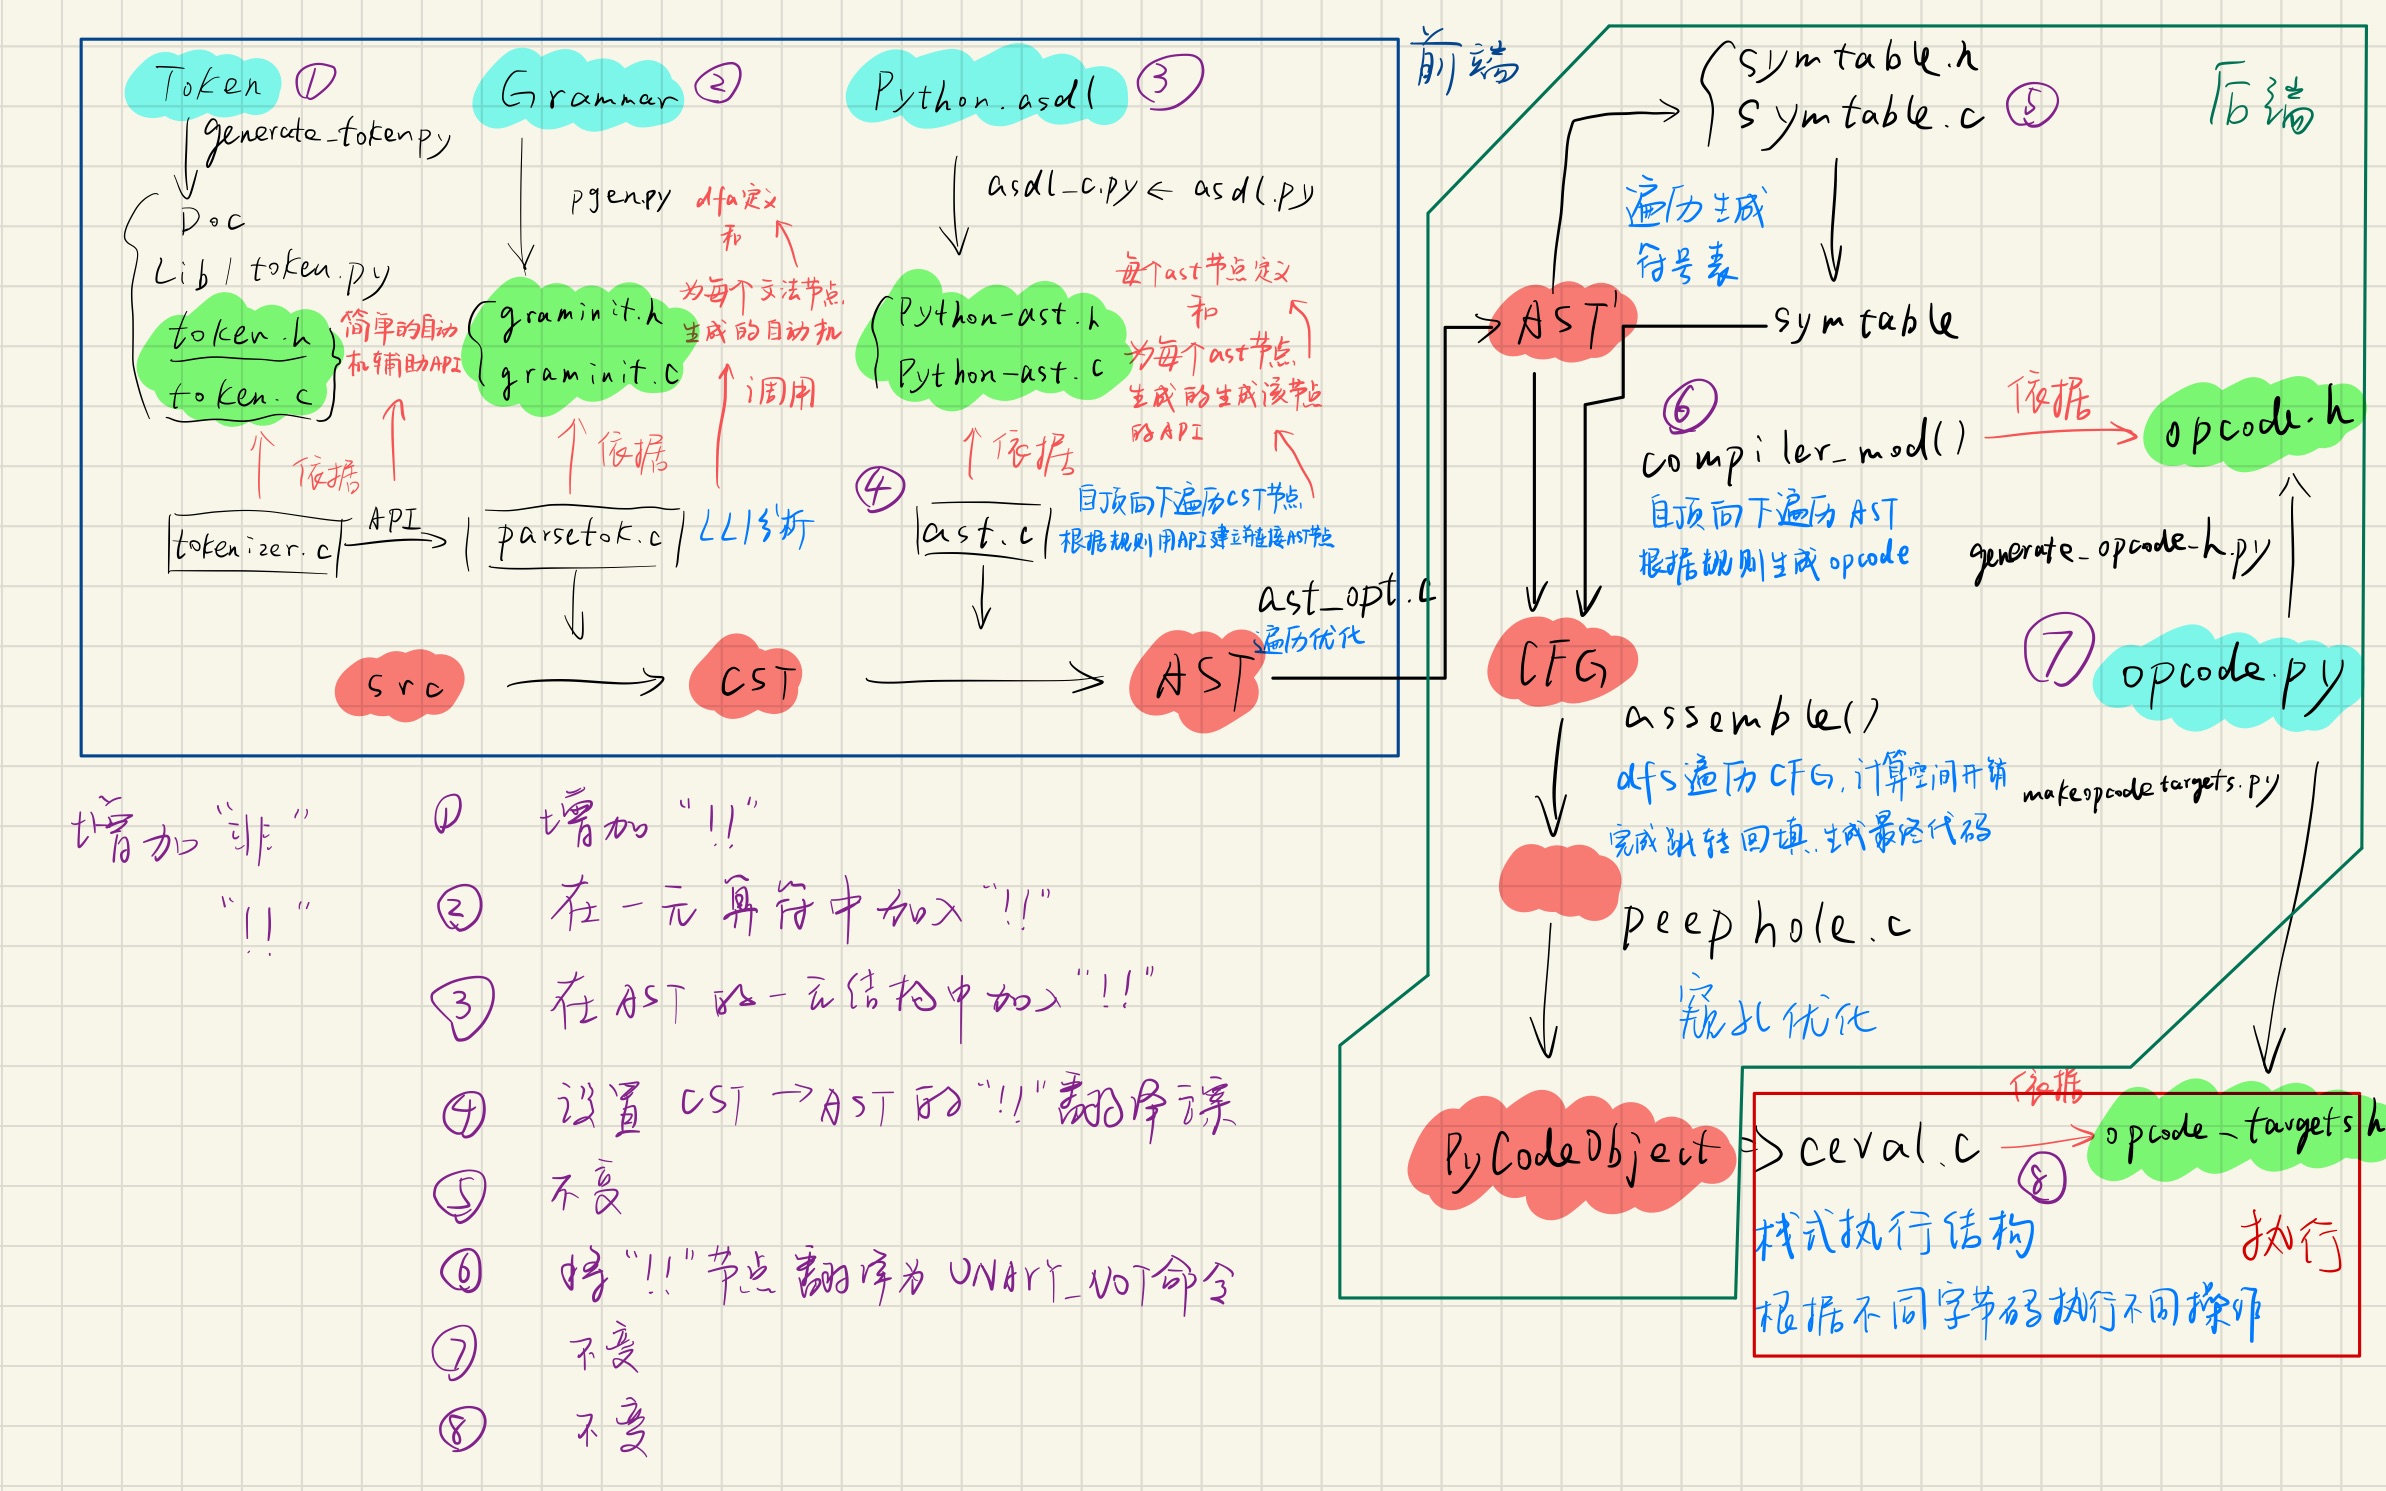 Token ①
generate_token.py
Doc
Lib / token.py
token.h
token.c
简单的自动
机辅助API
依据
tokenizer.c
API
Grammar ②
pgen.py
dfa定义
和
为每个文法节点
生成的自动机
graminit.h
graminit.c
调用
依据
parsetok.c
LL1分析
Python.asdl ③
asdl_c.py ← asdl.py
每个ast节点定义
和
为每个ast节点
生成的生成该节点
的API
Python-ast.h
Python-ast.c
依据
④
ast.c
自顶向下遍历CST节点
根据规则用API建立并链接AST节点
src
CST
AST
ast_opt.c
遍历优化
前端
后端
symtable.h
symtable.c ⑤
遍历生成
符号表
AST'
symtable
⑥
compiler_mod()
依据
opcode.h
自顶向下遍历AST
根据规则生成opcode
generate_opcode_h.py
CFG
⑦
opcode.py
assemble()
dfs遍历CFG,计算空间开销
完成跳转回填,生成最终代码
makeopcodetargets.py
peephole.c
窥孔优化
PyCodeObject
⇒ ceval.c
依据
⑧
opcode_targets.h
栈式执行结构
执行
根据不同字节码执行不同操作
增加“非”
“!!”
① 增加“!!”
② 在一元算符中加入“!!”
③ 在AST的一元结构中加入“!!”
④ 设置 CST→AST的“!!”翻译方案
⑤ 不变
⑥ 将“!!”节点翻译为UNARY_NOT命令
⑦ 不变
⑧ 不变